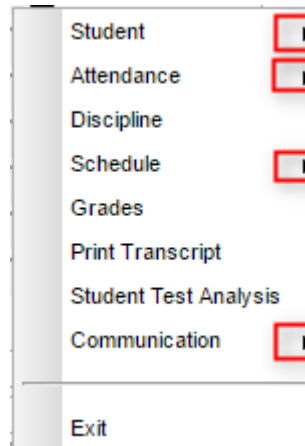 Student
Attendance
Discipline
Schedule
Grades
Print Transcript
Student Test Analysis
Communication
Exit